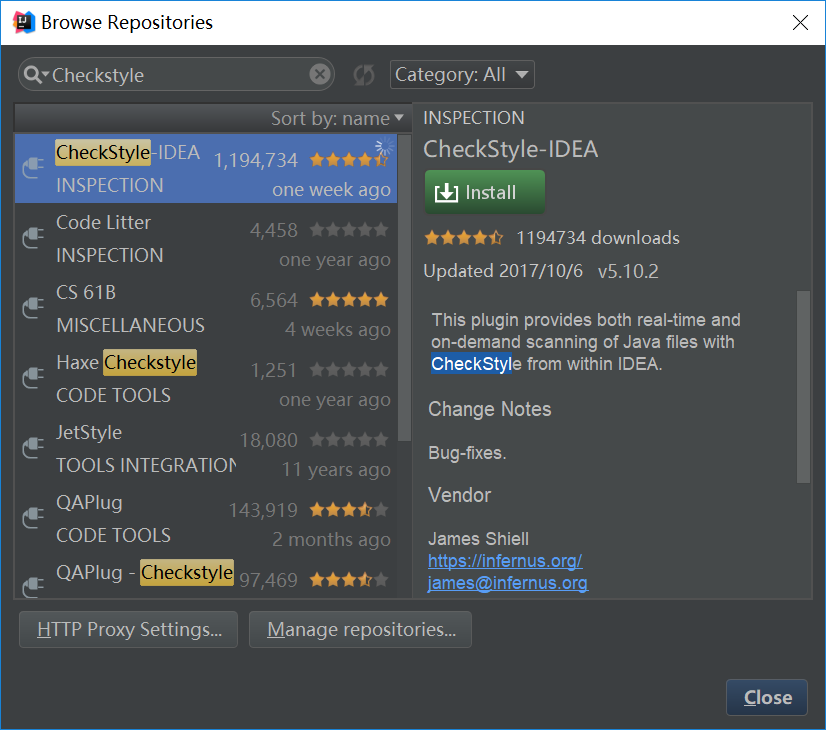 Browse Repositories
Checkstyle
Category: All
Sort by: name
CheckStyle-IDEA 1,194,734
INSPECTION one week ago
Code Litter 4,458
INSPECTION one year ago
CS 61B 6,564
MISCELLANEOUS 4 weeks ago
Haxe Checkstyle 1,251
CODE TOOLS one year ago
JetStyle 18,080
TOOLS INTEGRATION 11 years ago
QAPlug 143,919
CODE TOOLS 2 months ago
QAPlug - Checkstyle 97,469
INSPECTION
CheckStyle-IDEA
Install
1194734 downloads
Updated 2017/10/6 v5.10.2
This plugin provides both real-time and
on-demand scanning of Java files with
CheckStyle from within IDEA.
Change Notes
Bug-fixes.
Vendor
James Shiell
https://infernus.org/
james@infernus.org
HTTP Proxy Settings...
Manage repositories...
Close